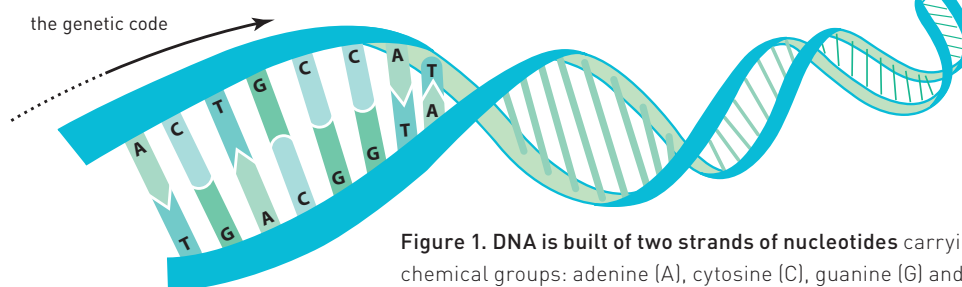 the genetic code
A C T G C C A T
T G A C G G T A
Figure 1. DNA is built of two strands of nucleotides
chemical groups: adenine (A), cytosine (C), guanine (G) and